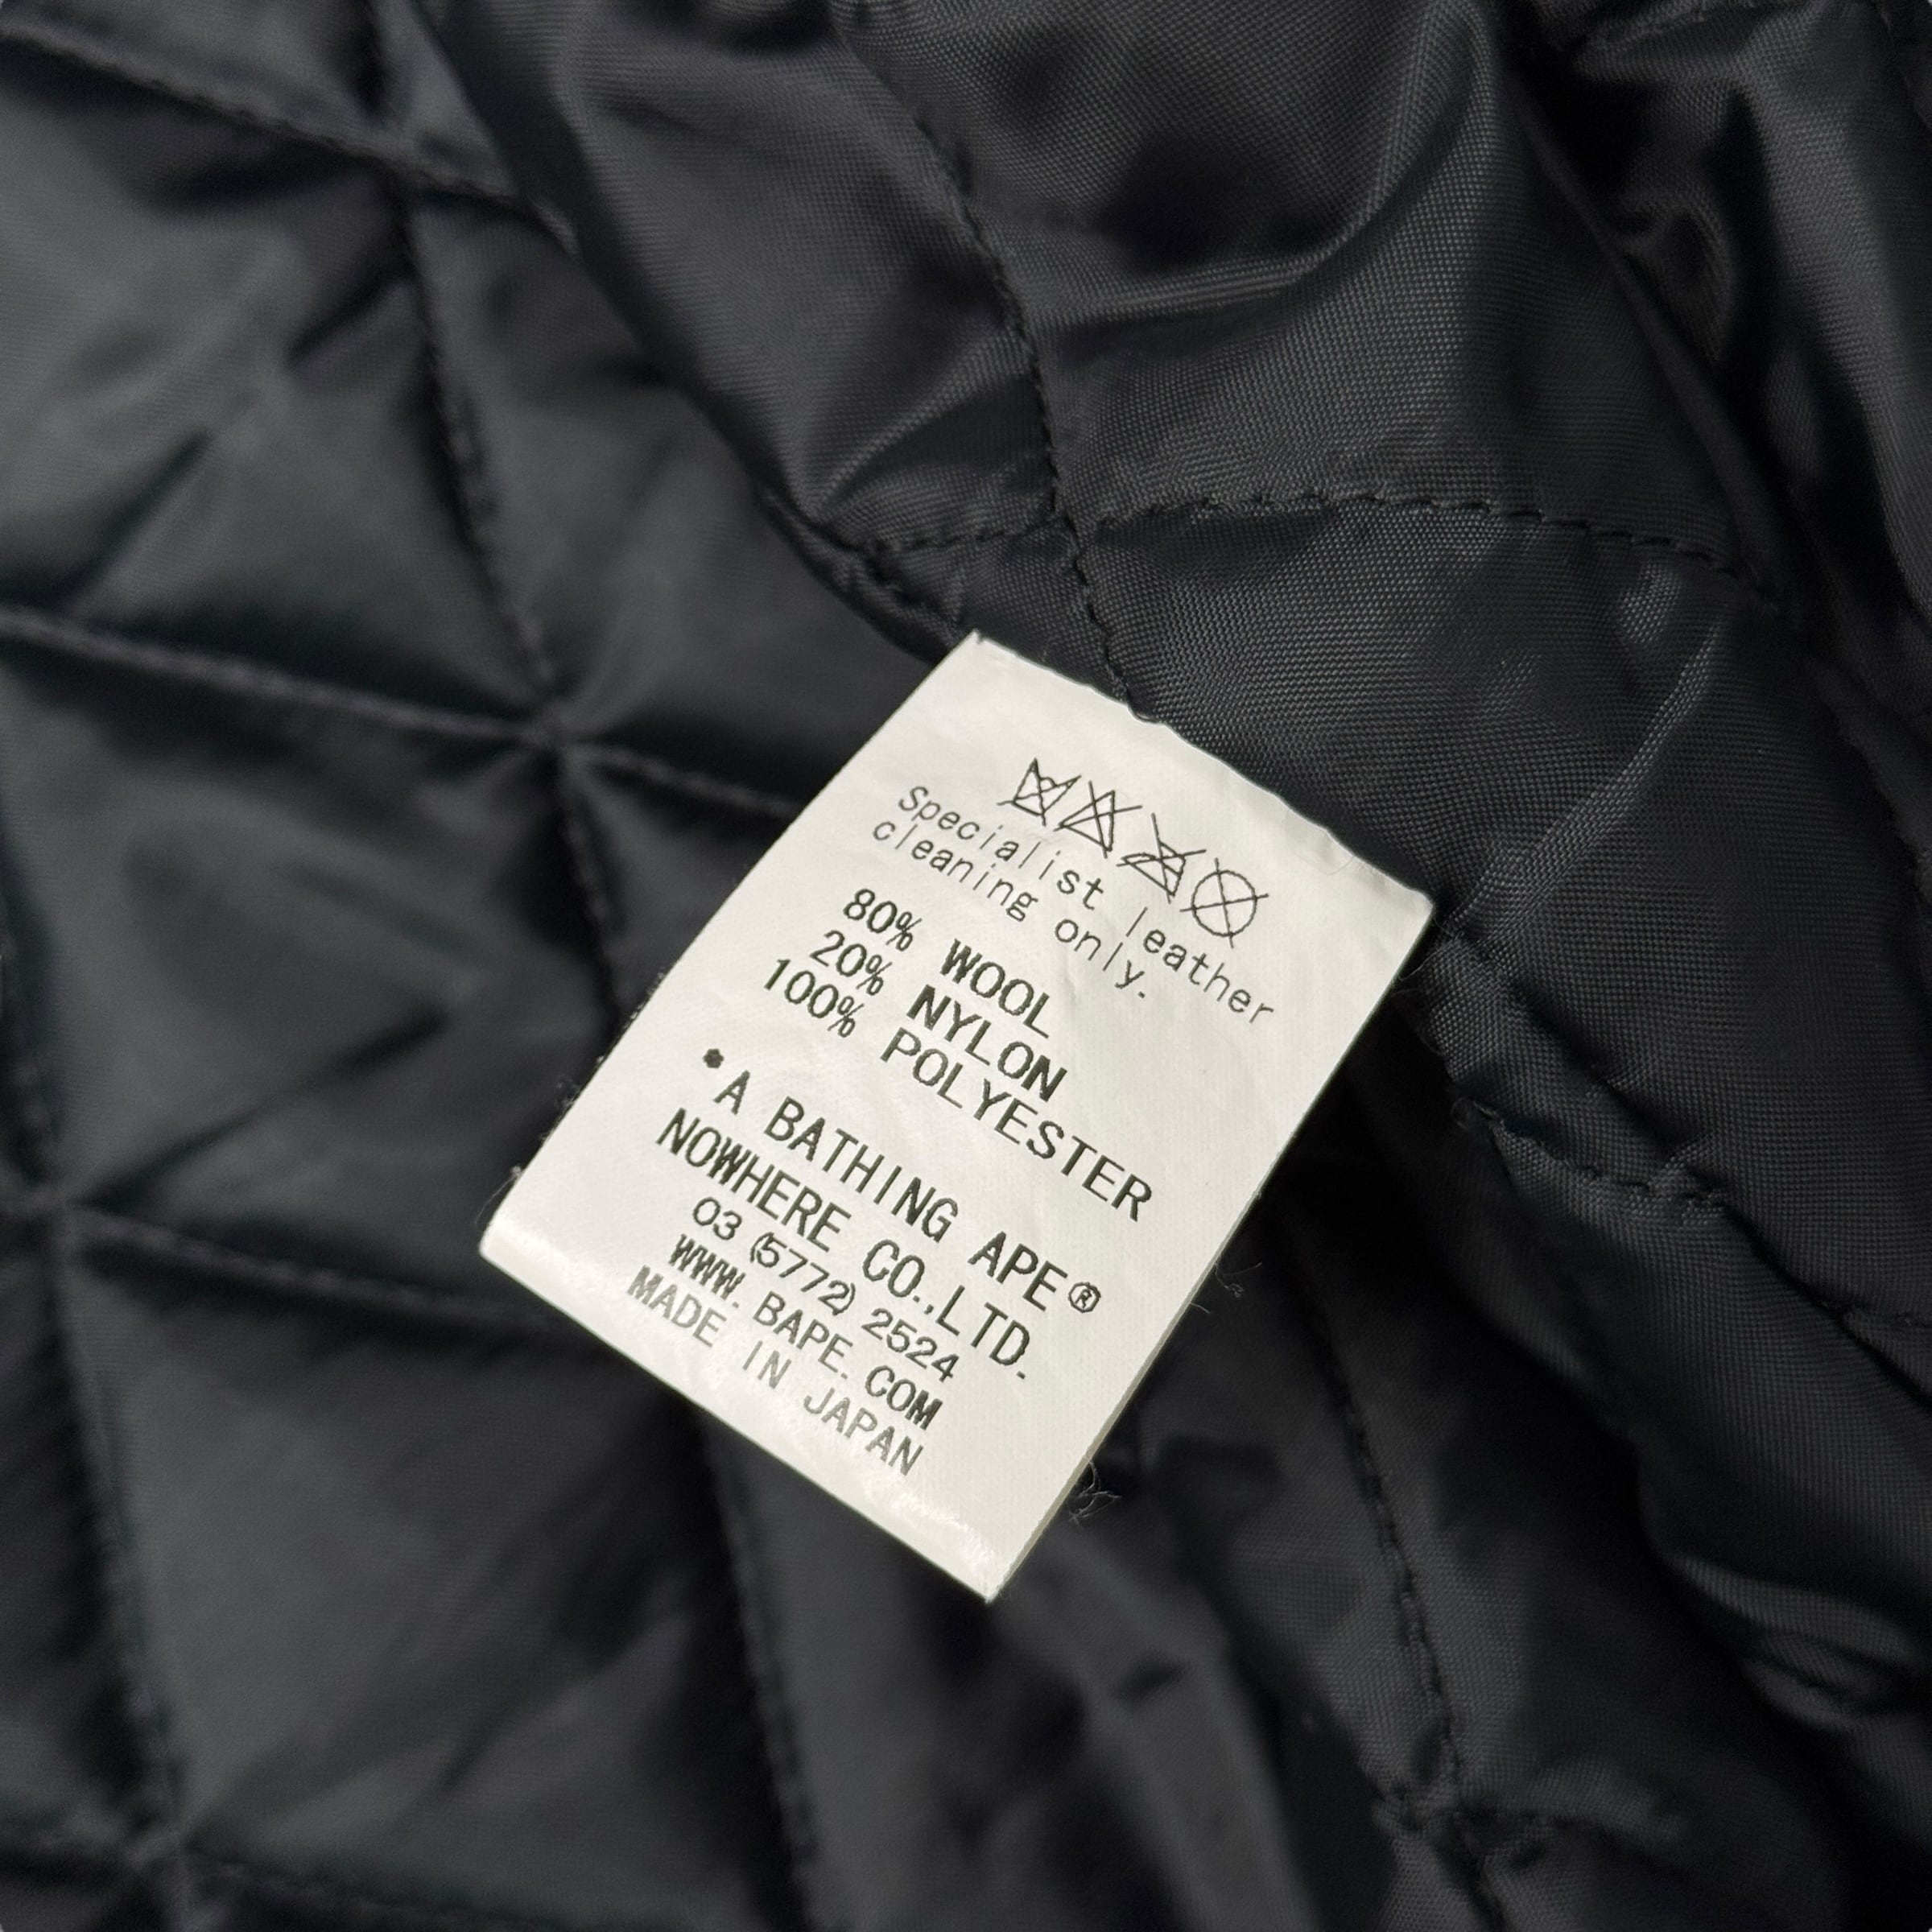 Specialist leather
cleaning only.
80% WOOL
20% NYLON
100% POLYESTER
•A BATHING APE®
NOWHERE CO.,LTD.
03 (5772) 2524
WWW. BAPE. COM
MADE IN JAPAN